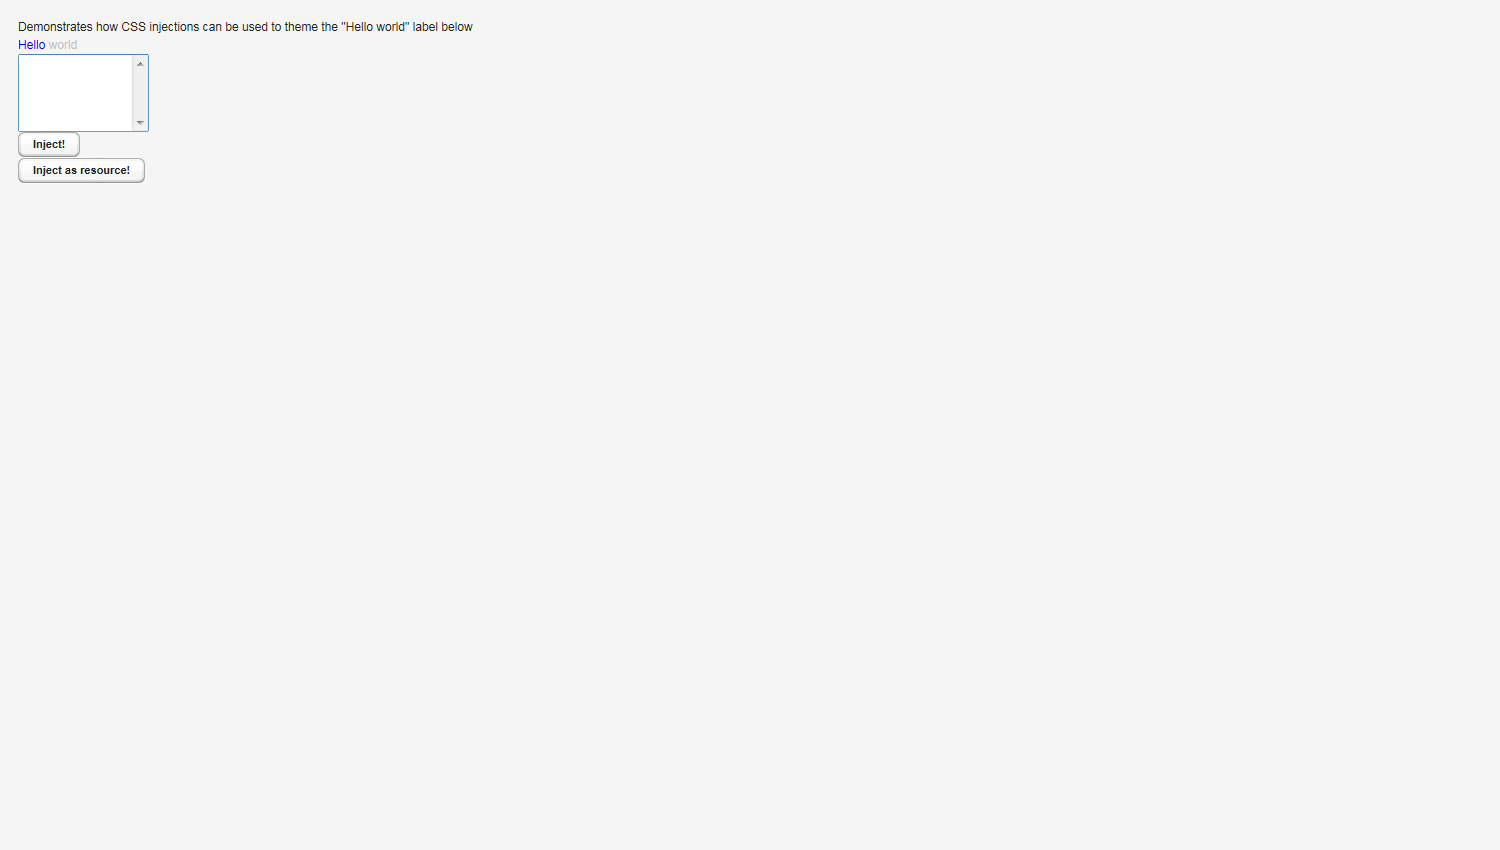 Demonstrates how CSS injections can be used to theme the "Hello world" label below
Hello world
Inject!
Inject as resource!